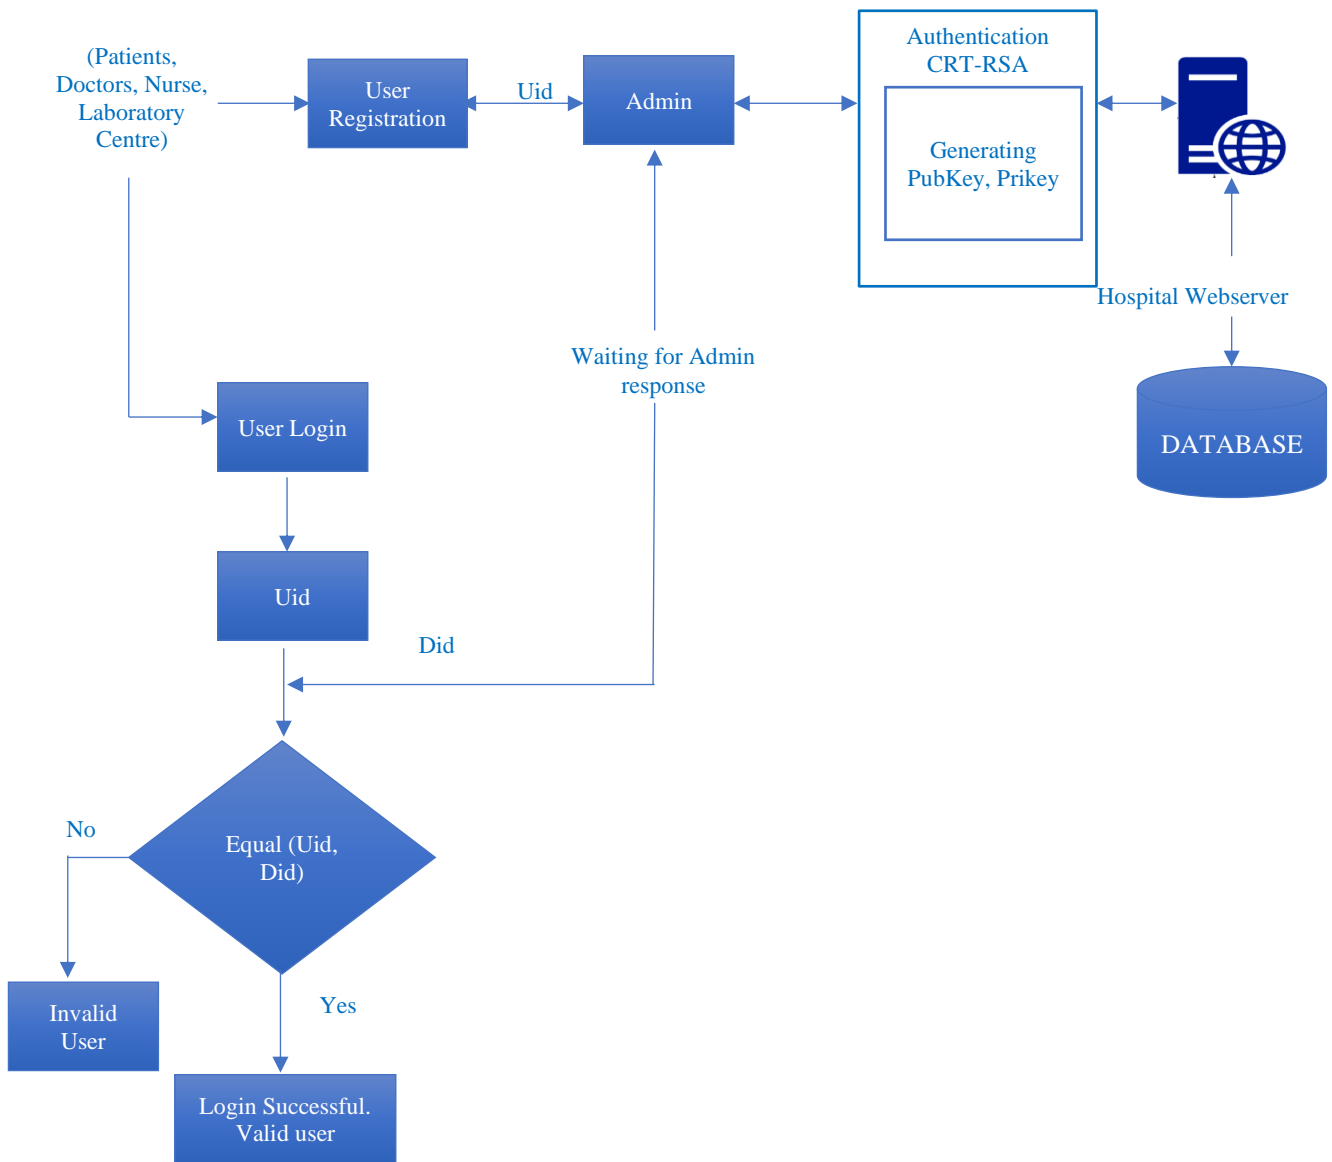 (Patients,
Doctors, Nurse,
Laboratory
Centre)
User
Registration
Uid
Admin
Authentication
CRT-RSA
Generating
PubKey, Prikey
Hospital Webserver
Waiting for Admin
response
User Login
DATABASE
Uid
Did
No
Equal (Uid,
Did)
Yes
Invalid
User
Login Successful.
Valid user